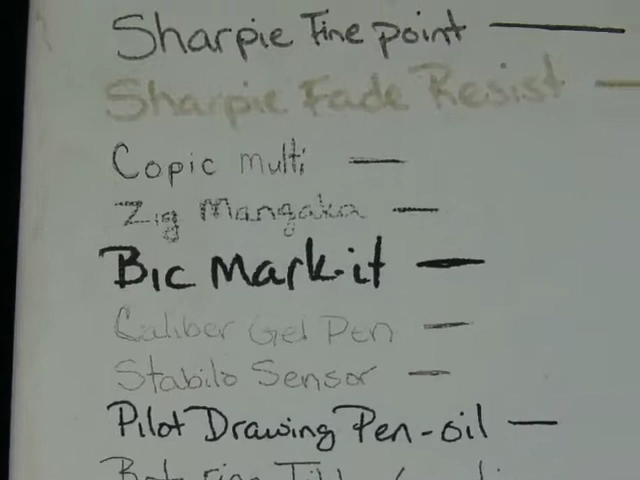 Sharpie Fine point
Sharpie Fade Resist
Copic Multi
Zig Mangaka
Bic Mark-it
Caliber Gel Pen
Stabilo Sensor
Pilot Drawing Pen-oil